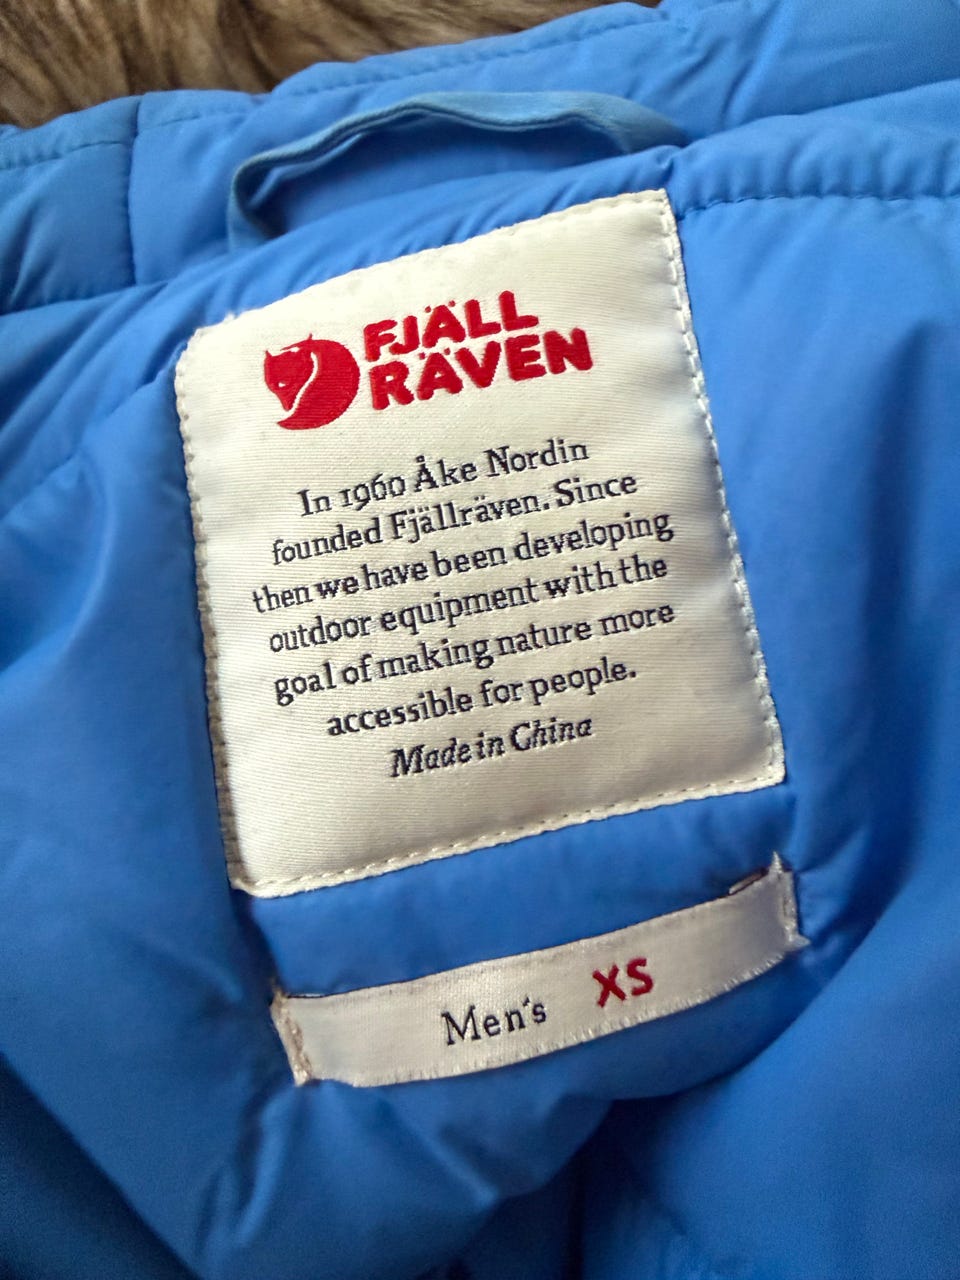 FJÄLL
RÄVEN
In 1960 Åke Nordin
founded Fjällräven. Since
then we have been developing
outdoor equipment with the
goal of making nature more
accessible for people.
Made in China
Men's XS